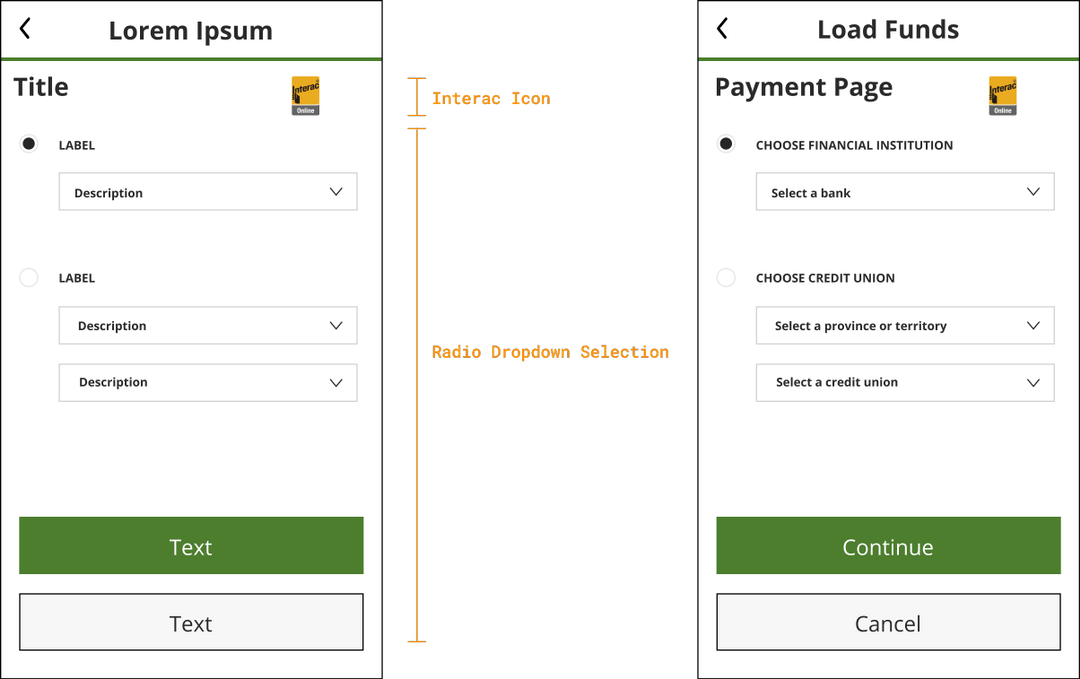 Lorem Ipsum
Title
Interac
Online
LABEL
Description
LABEL
Description
Description
Text
Text
Interac Icon
Radio Dropdown Selection
Load Funds
Payment Page
Interac
Online
CHOOSE FINANCIAL INSTITUTION
Select a bank
CHOOSE CREDIT UNION
Select a province or territory
Select a credit union
Continue
Cancel